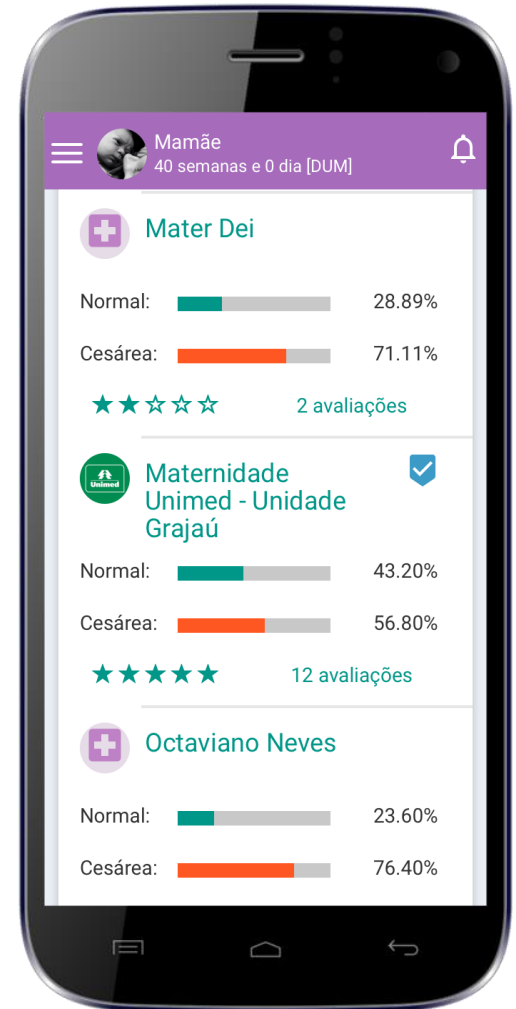 Mamãe
40 semanas e 0 dia [DUM]
Mater Dei
Normal: 28.89%
Cesárea: 71.11%
2 avaliações
Unimed
Maternidade
Unimed - Unidade
Grajaú
Normal: 43.20%
Cesárea: 56.80%
12 avaliações
Octaviano Neves
Normal: 23.60%
Cesárea: 76.40%